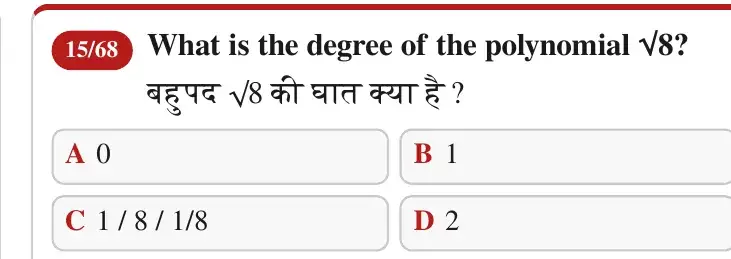 15/68 What is the degree of the polynomial √8?
बहुपद √8 की घात क्या है ?
A 0
B 1
C 1 / 8 / 1/8
D 2